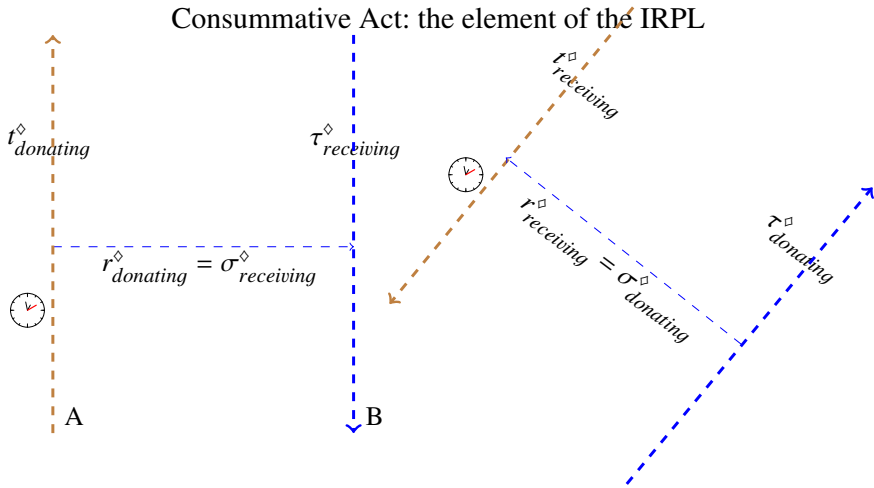 Consummative Act: the element of the IRPL
t◊donating
τ◊receiving
r◊donating = σ◊receiving
A
B
t¤receiving
r¤receiving = σ¤donating
τ¤donating